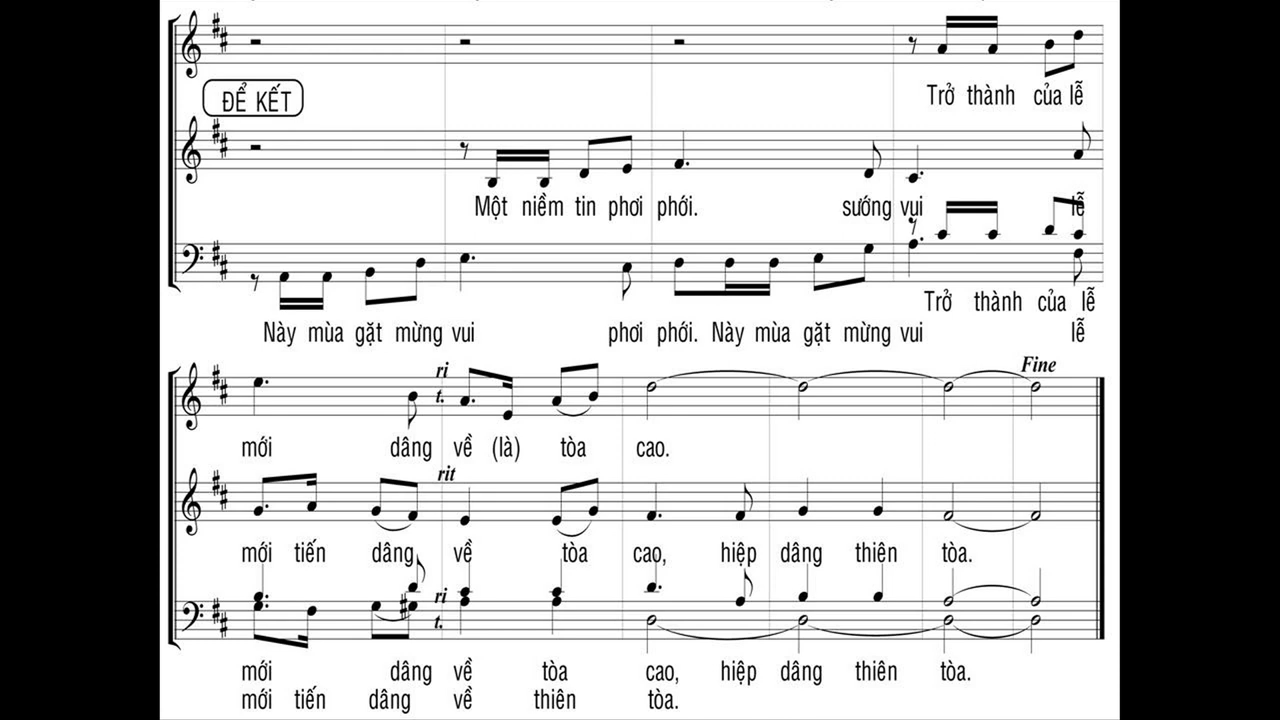 ĐỂ KẾT
Trở thành của lễ
Một niềm tin phơi phới. sướng vui lễ
Trở thành của lễ
Này mùa gặt mừng vui phơi phới. Này mùa gặt mừng vui lễ
Fine
ri
t.
mới dâng về (là) tòa cao.
rit
mới tiến dâng về tòa cao, hiệp dâng thiên tòa.
ri
t.
mới dâng về tòa cao, hiệp dâng thiên tòa.
mới tiến dâng về thiên tòa.